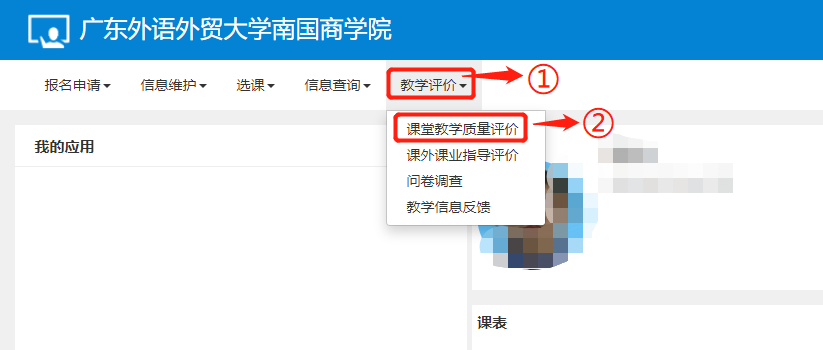 广东外语外贸大学南国商学院
报名申请 信息维护 选课 信息查询 教学评价 ①
课堂教学质量评价 ②
课外课业指导评价
问卷调查
教学信息反馈
我的应用
课表